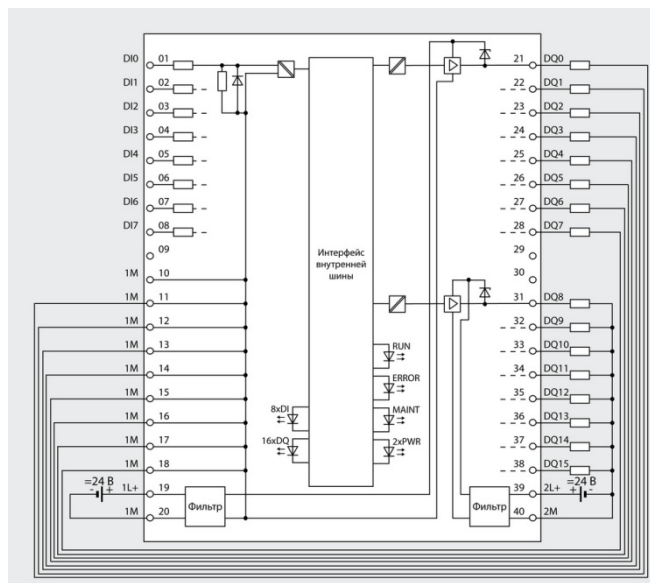 DI0 01 21 DQ0
DI1 02 22 DQ1
DI2 03 23 DQ2
DI3 04 24 DQ3
DI4 05 25 DQ4
DI5 06 26 DQ5
DI6 07 27 DQ6
DI7 08 28 DQ7
09 29
Интерфейс
внутренней
шины
1M 10 30
1M 11 31 DQ8
1M 12 32 DQ9
1M 13 33 DQ10
RUN
1M 14 34 DQ11
ERROR
1M 15 35 DQ12
8xDI MAINT
1M 16 36 DQ13
16xDQ 2xPWR
1M 17 37 DQ14
1M 18 38 DQ15
=24 В - + 1L+ 19 39 2L+ =24 В + -
Фильтр Фильтр
1M 20 40 2M